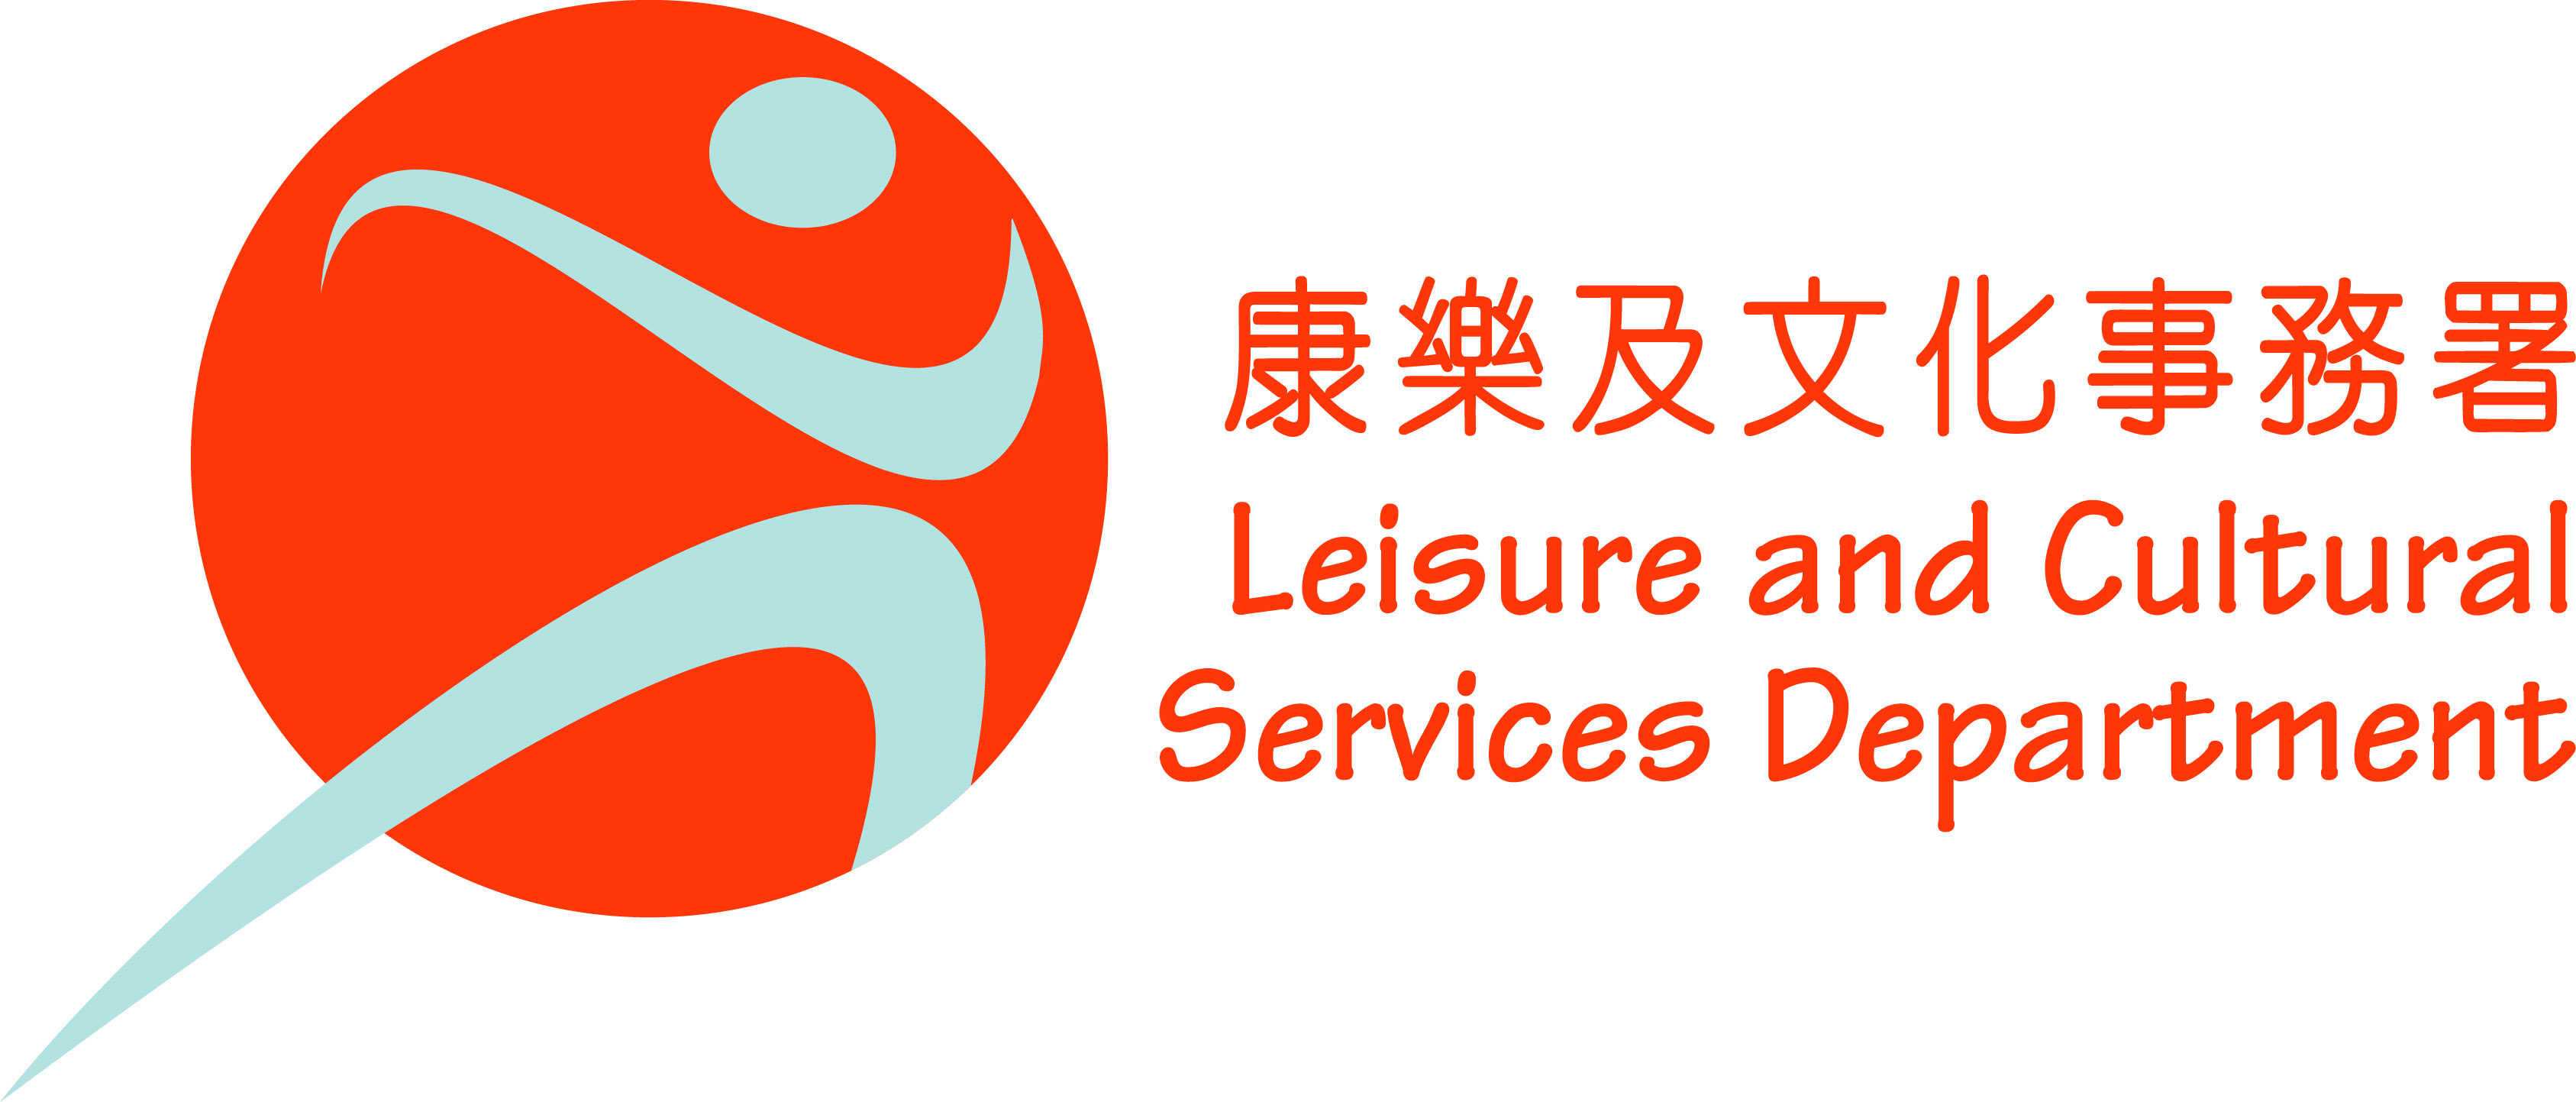 康樂及文化事務署
Leisure and Cultural
Services Department